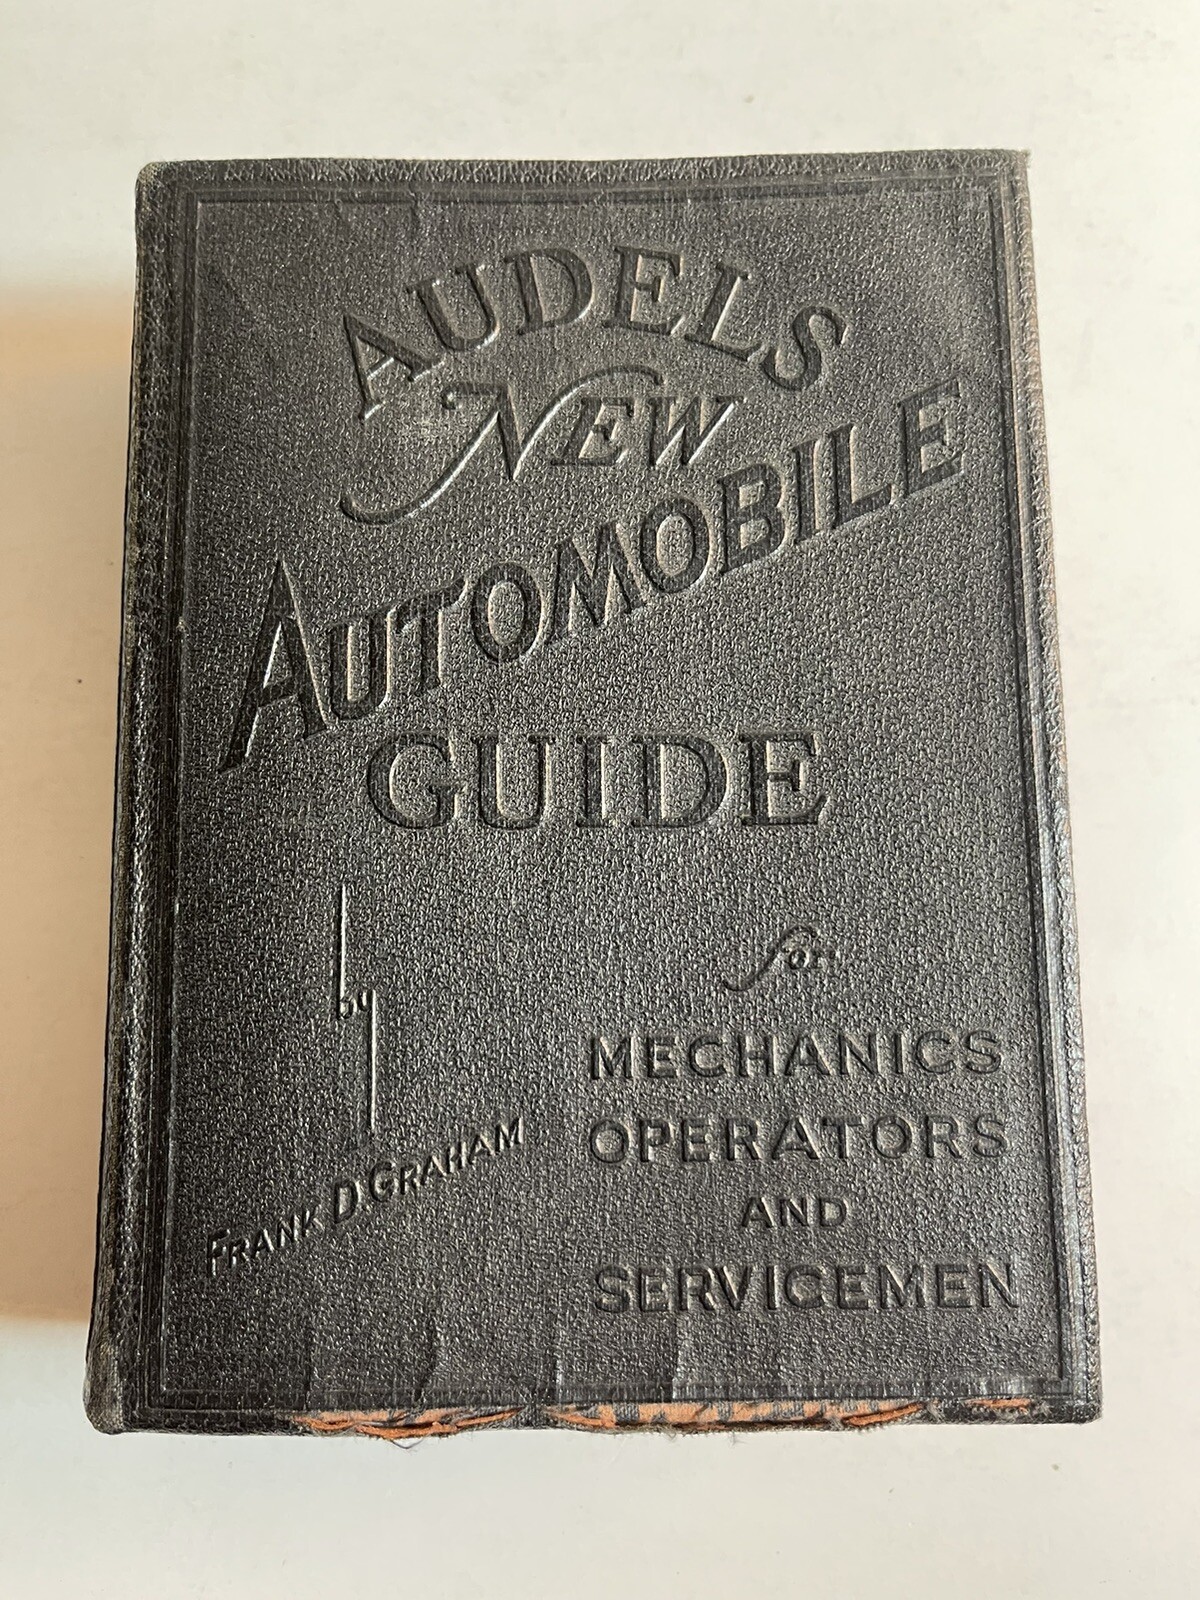 AUDELS
NEW
AUTOMOBILE
GUIDE
by
FRANK D. GRAHAM
for
MECHANICS
OPERATORS
AND
SERVICEMEN